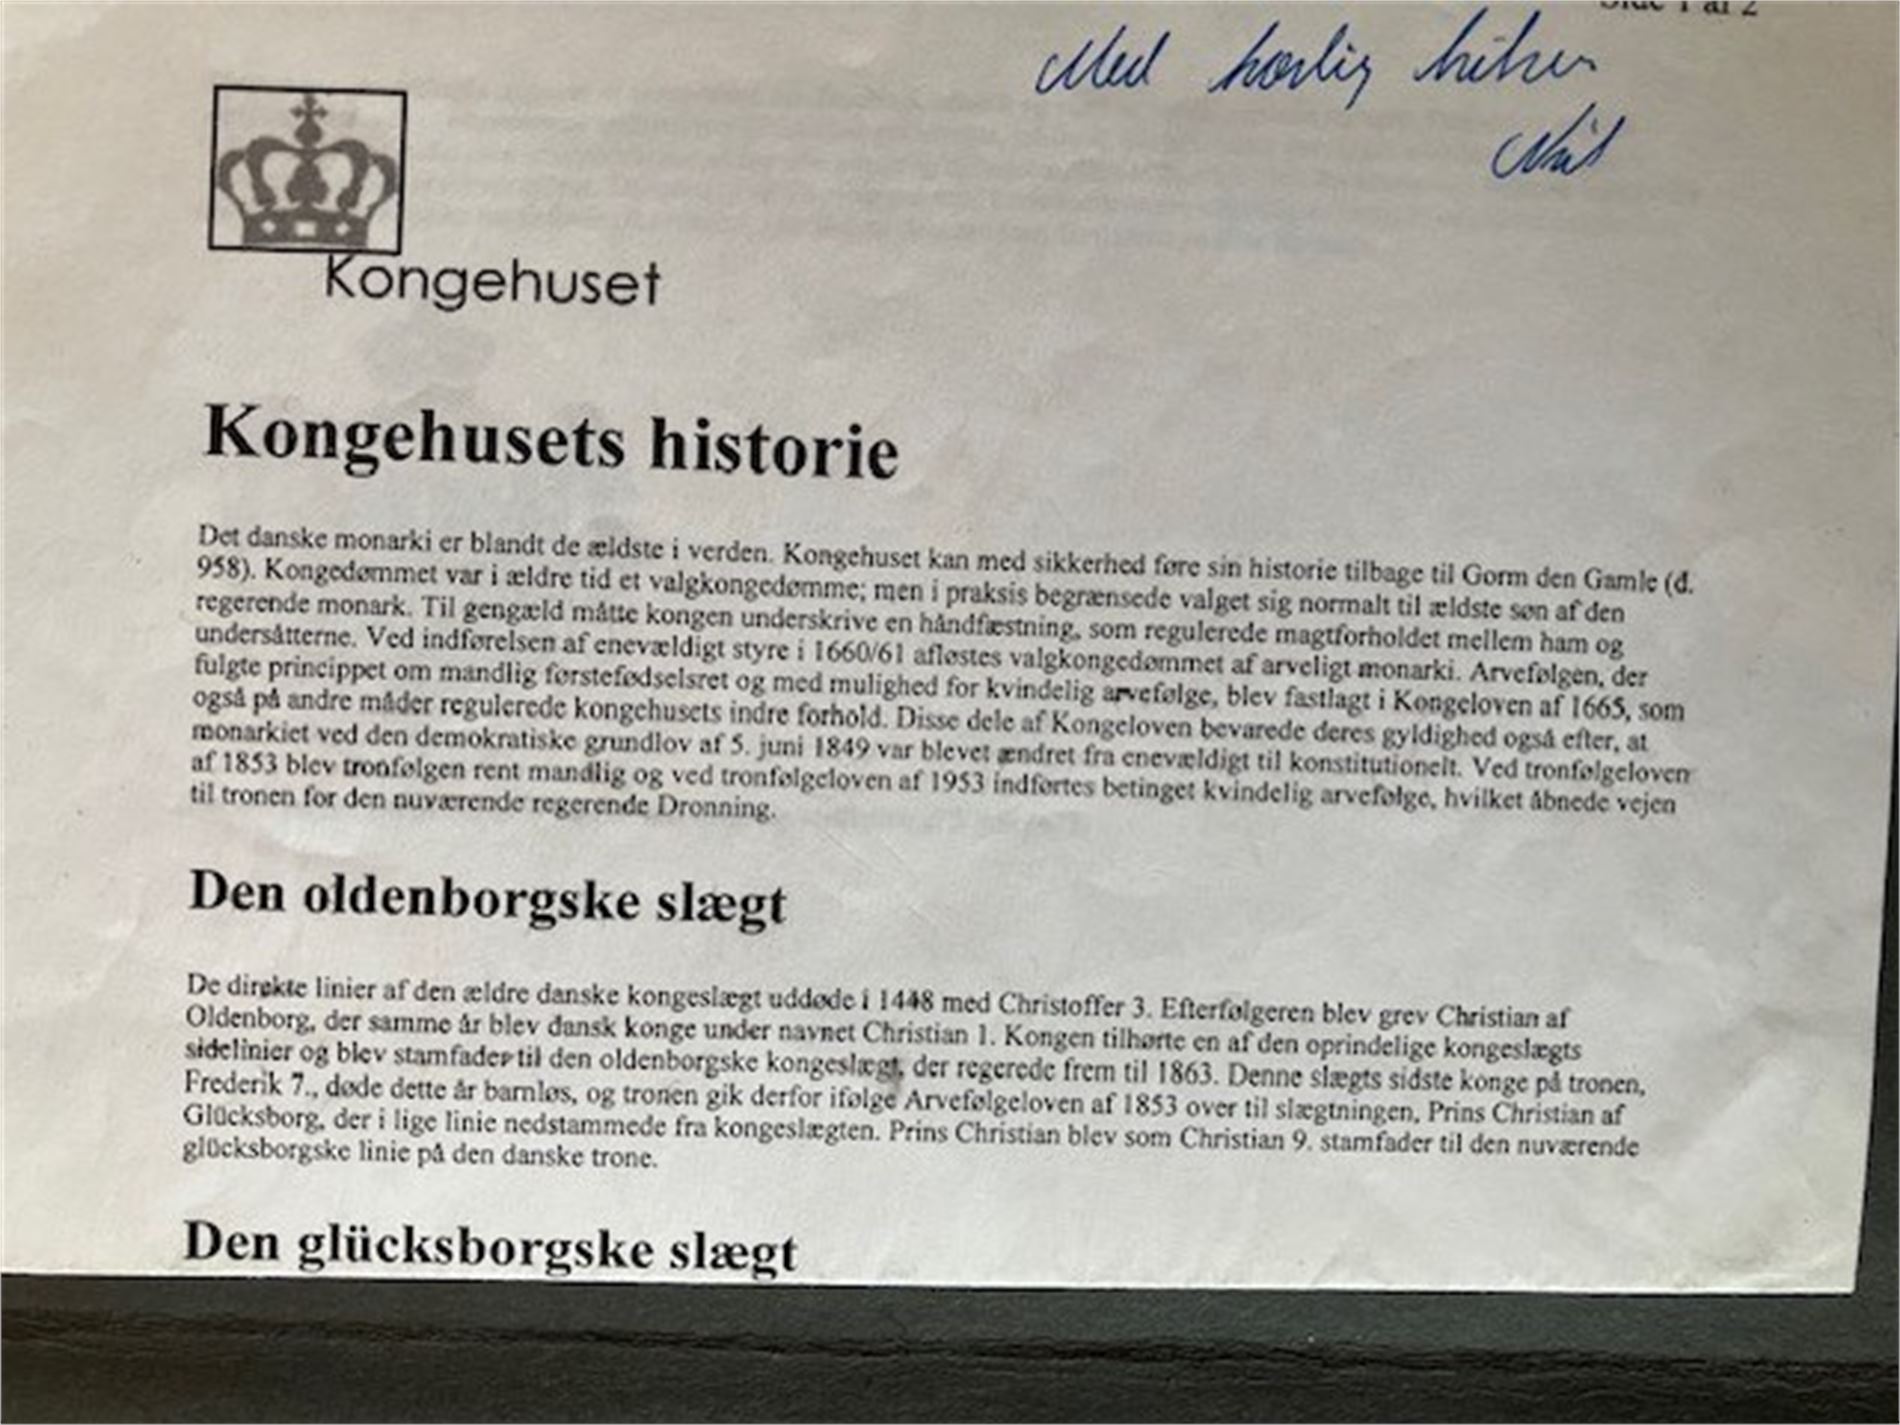 Side 1 af 2
Med kærlig hilsen
Kongehuset
Kongehusets historie
Det danske monarki er blandt de ældste i verden. Kongehuset kan med sikkerhed føre sin historie tilbage til Gorm den Gamle (d.
958). Kongedømmet var i ældre tid et valgkongedømme; men i praksis begrænsede valget sig normalt til ældste søn af den
regerende monark. Til gengæld måtte kongen underskrive en håndfæstning, som regulerede magtforholdet mellem ham og
undersåtterne. Ved indførelsen af enevældigt styre i 1660/61 afløstes valgkongedømmet af arveligt monarki. Arvefølgen, der
fulgte princippet om mandlig førstefødselsret og med mulighed for kvindelig arvefølge, blev fastlagt i Kongeloven af 1665, som
også på andre måder regulerede kongehusets indre forhold. Disse dele af Kongeloven bevarede deres gyldighed også efter, at
monarkiet ved den demokratiske grundlov af 5. juni 1849 var blevet ændret fra enevældigt til konstitutionelt. Ved tronfølgeloven
af 1853 blev tronfølgen rent mandlig og ved tronfølgeloven af 1953 indførtes betinget kvindelig arvefølge, hvilket åbnede vejen
til tronen for den nuværende regerende Dronning.
Den oldenborgske slægt
De direkte linier af den ældre danske kongeslægt uddøde i 1448 med Christoffer 3. Efterfølgeren blev grev Christian af
Oldenborg, der samme år blev dansk konge under navnet Christian 1. Kongen tilhørte en af den oprindelige kongeslægts
sidelinier og blev stamfader til den oldenborgske kongeslægt, der regerede frem til 1863. Denne slægts sidste konge på tronen,
Frederik 7., døde dette år barnløs, og tronen gik derfor ifølge Arvefølgeloven af 1853 over til slægtningen, Prins Christian af
Glücksborg, der i lige linie nedstammede fra kongeslægten. Prins Christian blev som Christian 9. stamfader til den nuværende
glücksborgske linie på den danske trone.
Den glücksborgske slægt